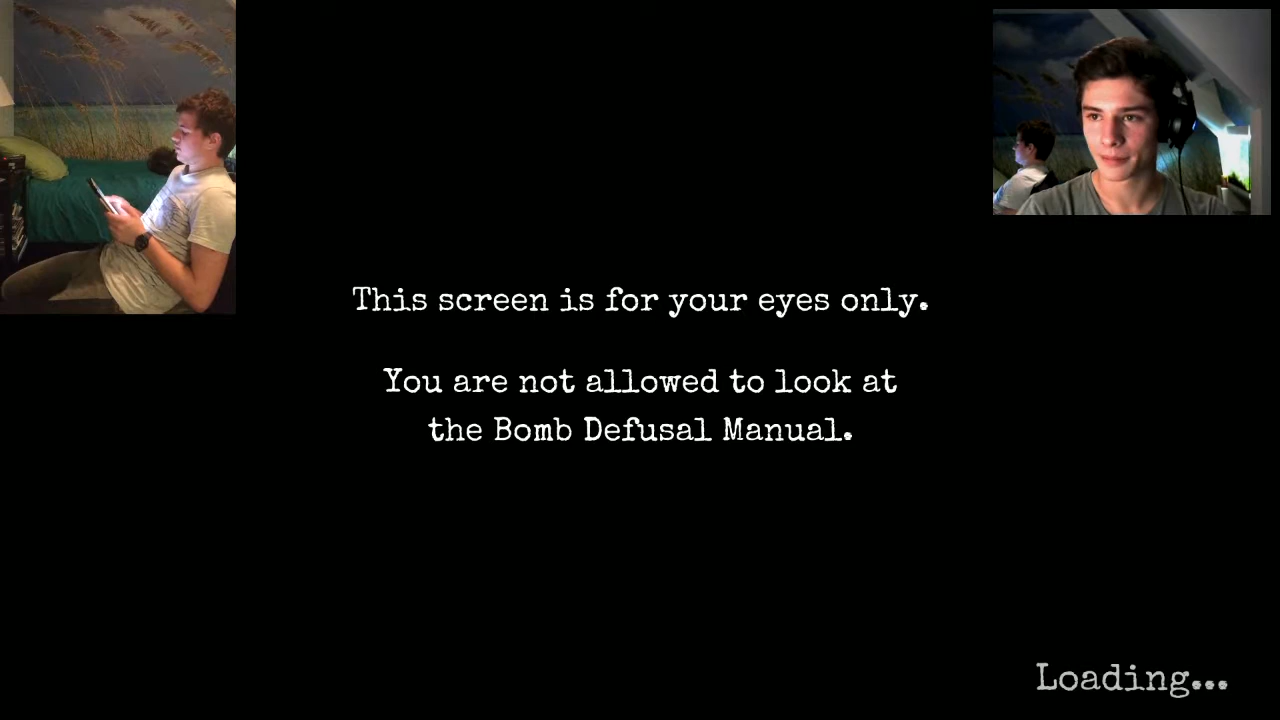 This screen is for your eyes only.
You are not allowed to look at
the Bomb Defusal Manual.
Loading...